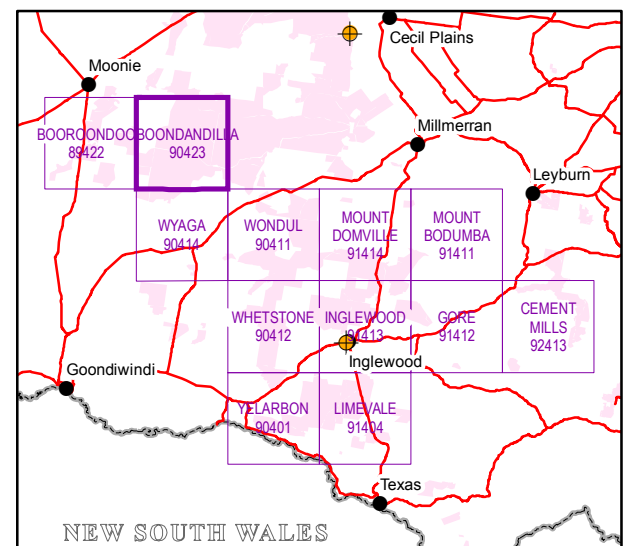 Cecil Plains
Moonie
Millmerran
BOOROONDOO
89422
BOONDANDILLA
90423
Leyburn
WYAGA
90414
WONDUL
90411
MOUNT
DOMVILLE
91414
MOUNT
BODUMBA
91411
WHETSTONE
90412
INGLEWOOD
91413
GORE
91412
CEMENT
MILLS
92413
Inglewood
Goondiwindi
YELARBON
90401
LIMEVALE
91404
Texas
NEW SOUTH WALES